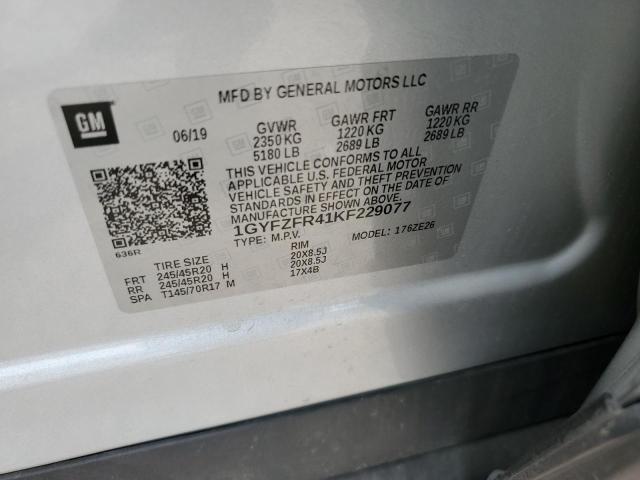 MFD BY GENERAL MOTORS LLC
GM
06/19 GVWR GAWR FRT GAWR RR
2350 KG 1220 KG 1220 KG
5180 LB 2689 LB 2689 LB
THIS VEHICLE CONFORMS TO ALL
APPLICABLE U.S. FEDERAL MOTOR
VEHICLE SAFETY AND THEFT PREVENTION
STANDARDS IN EFFECT ON THE DATE OF
MANUFACTURE SHOWN ABOVE.
1GYFZFR41KF229077
TYPE: M.P.V. MODEL: 176ZE26
636R
TIRE SIZE RIM
FRT 245/45R20 H 20X8.5J
RR 245/45R20 H 20X8.5J
SPA T145/70R17 M 17X4B